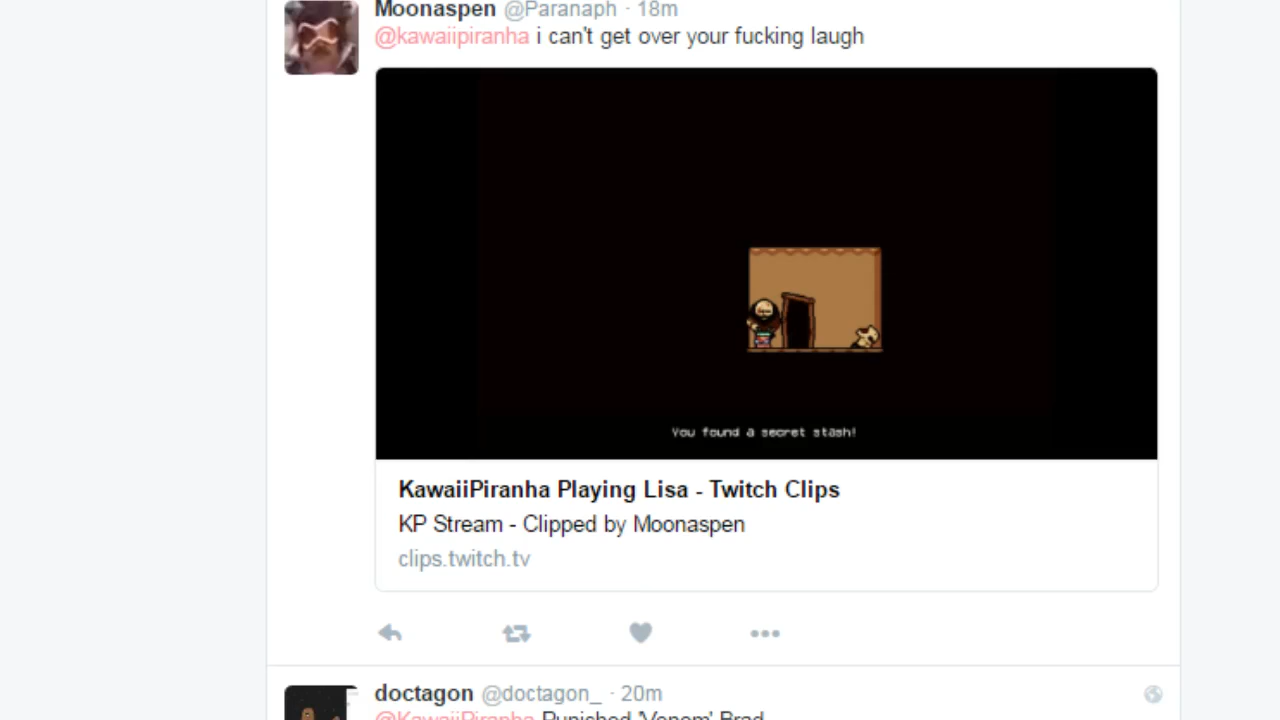 Moonaspen @Paranaph · 18m
@kawaiipiranha i can't get over your fucking laugh
You found a secret stash!
KawaiiPiranha Playing Lisa - Twitch Clips
KP Stream - Clipped by Moonaspen
clips.twitch.tv
doctagon @doctagon_ · 20m
@KawaiiPiranha Punished 'Venom' Brad